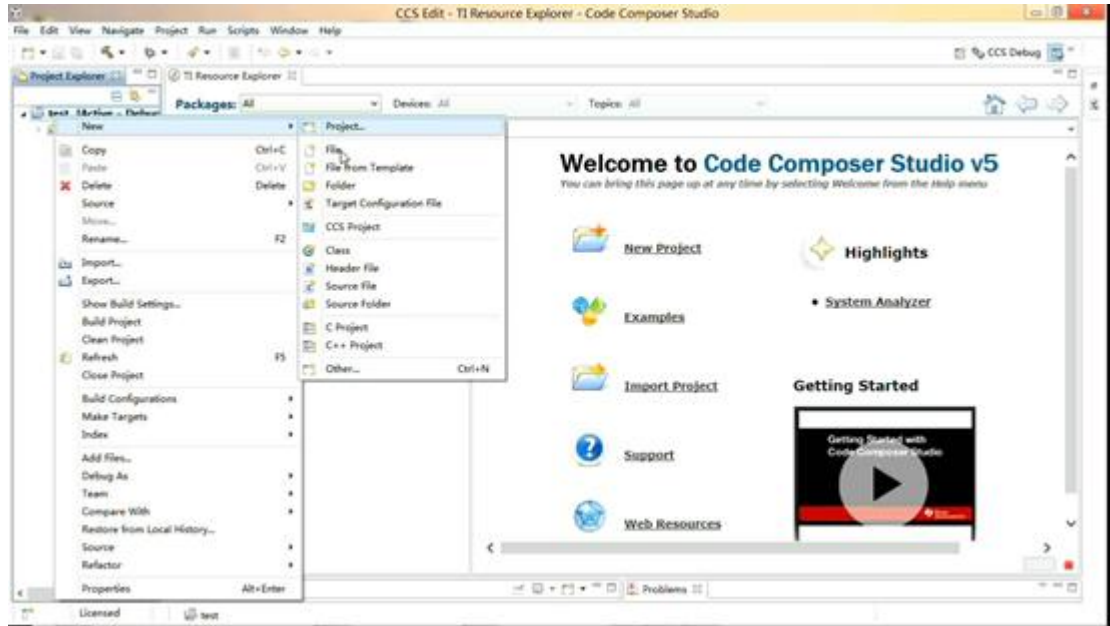 CCS Edit - TI Resource Explorer - Code Composer Studio
File Edit View Navigate Project Run Scripts Window Help
CCS Debug
Project Explorer TI Resource Explorer
Packages: All Devices: All Topics: All
test [Active - Debug
New
Copy Ctrl+C
Paste Ctrl+V
Delete Delete
Source
Move...
Rename... F2
Import...
Export...
Show Build Settings...
Build Project
Clean Project
Refresh F5
Close Project
Build Configurations
Make Targets
Index
Add Files...
Debug As
Team
Compare With
Restore from Local History...
Source
Refactor
Properties Alt+Enter
Project...
File
File from Template
Folder
Target Configuration File
CCS Project
Class
Header File
Source File
Source Folder
C Project
C++ Project
Other... Ctrl+N
Welcome to Code Composer Studio v5
You can bring this page up at any time by selecting Welcome from the Help menu
New Project
Examples
Import Project
Support
Web Resources
Highlights
• System Analyzer
Getting Started
Getting Started with
Code Composer Studio
Problems
Licensed test